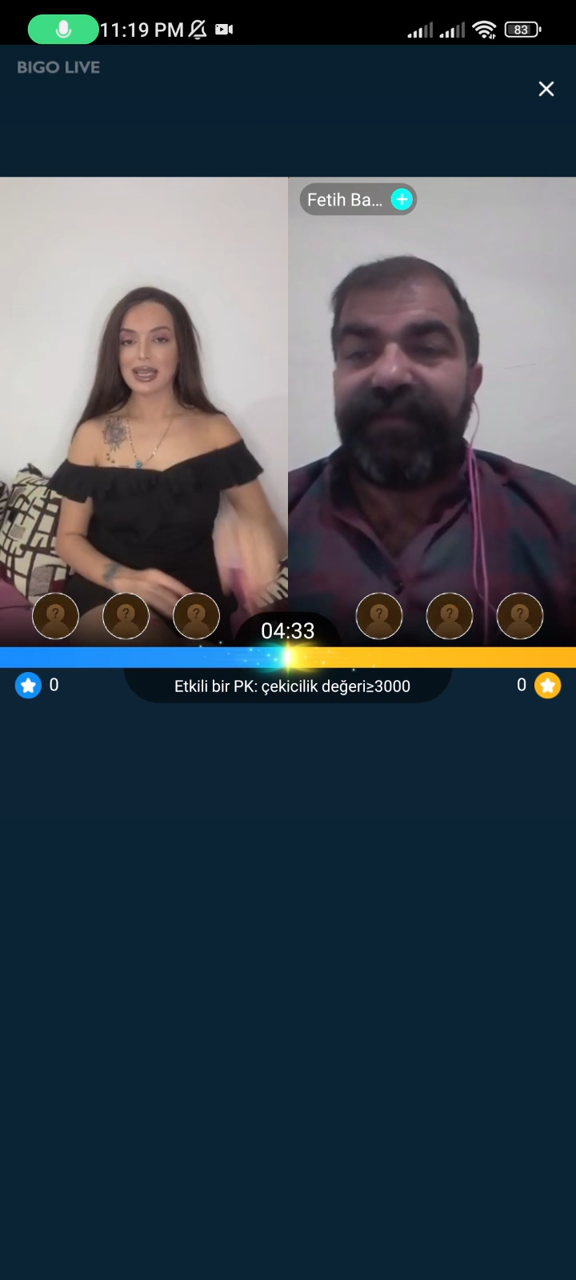 11:19 PM
83
BIGO LIVE
Fetih Ba...
04:33
0
Etkili bir PK: çekicilik değeri≥3000
0